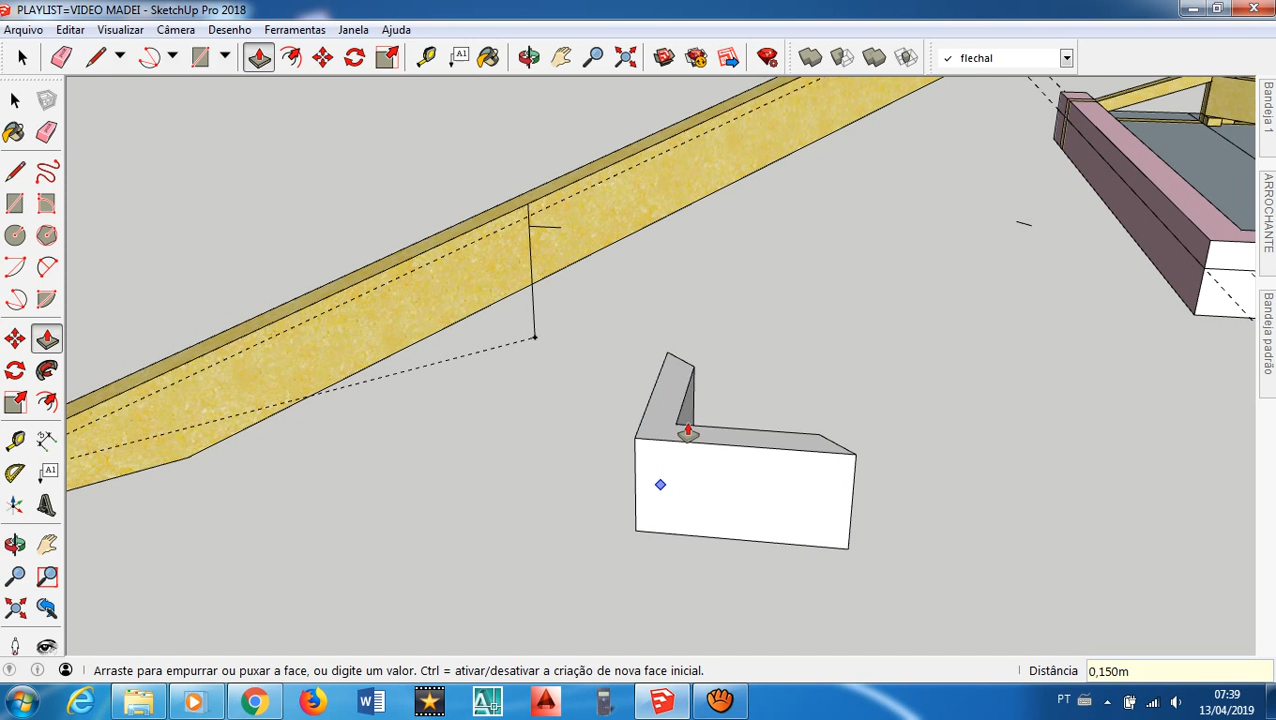 PLAYLIST=VIDEO MADEI - SketchUp Pro 2018
Arquivo Editar Visualizar Câmera Desenho Ferramentas Janela Ajuda
A1
✓ flechal
Bandeja 1
ARROCHANTE
Bandeja padrão
A1
Arraste para empurrar ou puxar a face, ou digite um valor. Ctrl = ativar/desativar a criação de nova face inicial.
Distância 0,150m
PT
07:39
13/04/2019